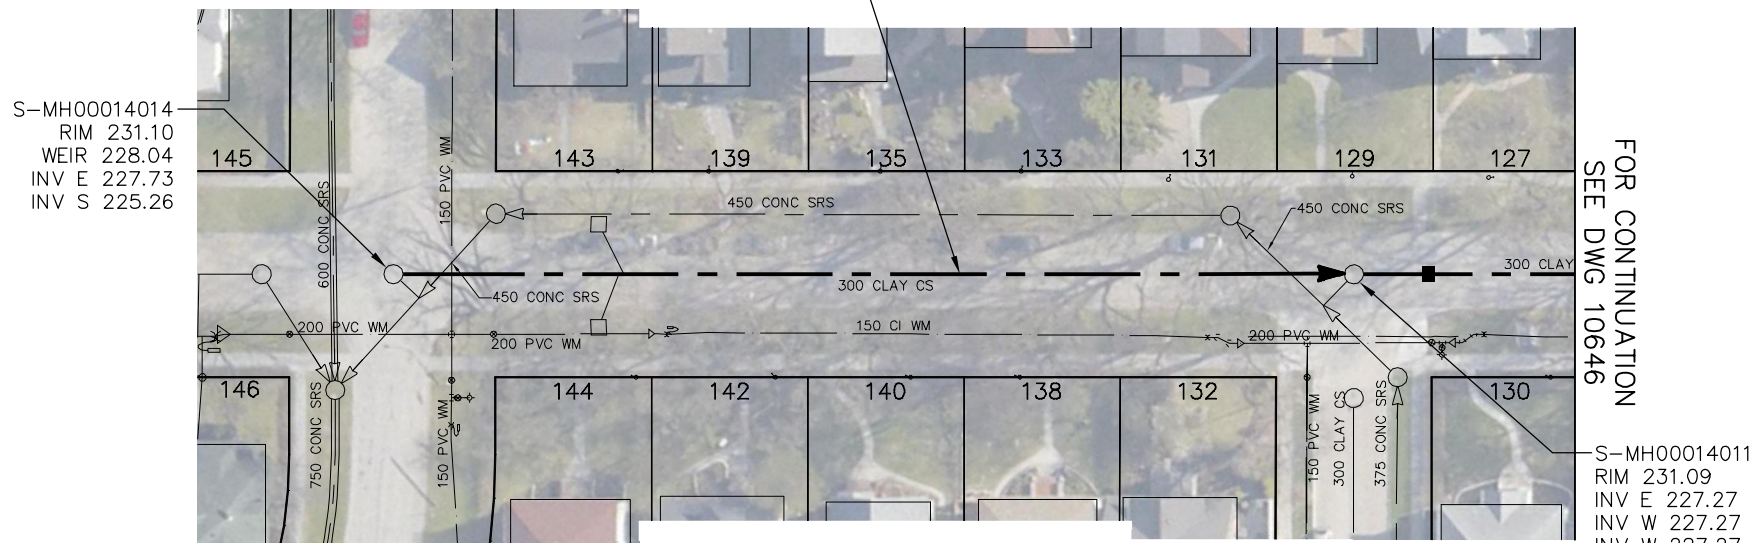 S-MH00014014
RIM 231.10
WEIR 228.04
INV E 227.73
INV S 225.26
145
143
139
135
133
131
129
127
600 CONC SRS
150 PVC WM
450 CONC SRS
450 CONC SRS
450 CONC SRS
300 CLAY CS
300 CLAY
200 PVC WM
200 PVC WM
150 CI WM
200 PVC WM
146
144
142
140
138
132
130
750 CONC SRS
150 PVC WM
150 PVC WM
300 CLAY CS
375 CONC SRS
FOR CONTINUATION
SEE DWG 10646
S-MH00014011
RIM 231.09
INV E 227.27
INV W 227.27
INV W 227.27